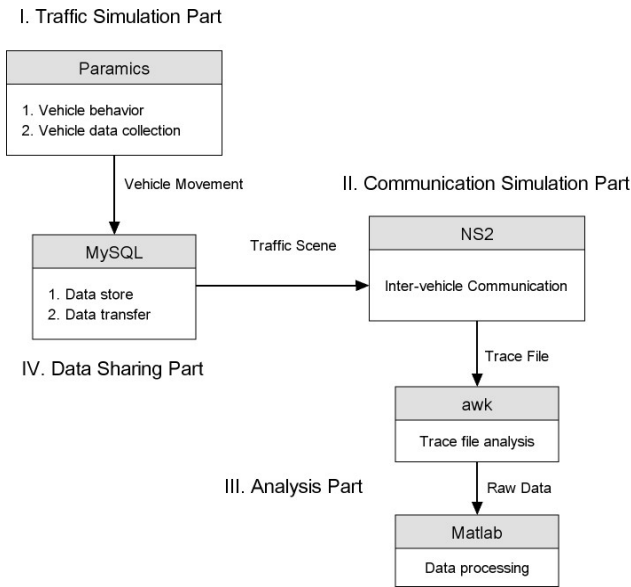 I. Traffic Simulation Part
Paramics
1. Vehicle behavior
2. Vehicle data collection
Vehicle Movement
II. Communication Simulation Part
MySQL
1. Data store
2. Data transfer
Traffic Scene
NS2
Inter-vehicle Communication
IV. Data Sharing Part
Trace File
awk
Trace file analysis
III. Analysis Part
Raw Data
Matlab
Data processing